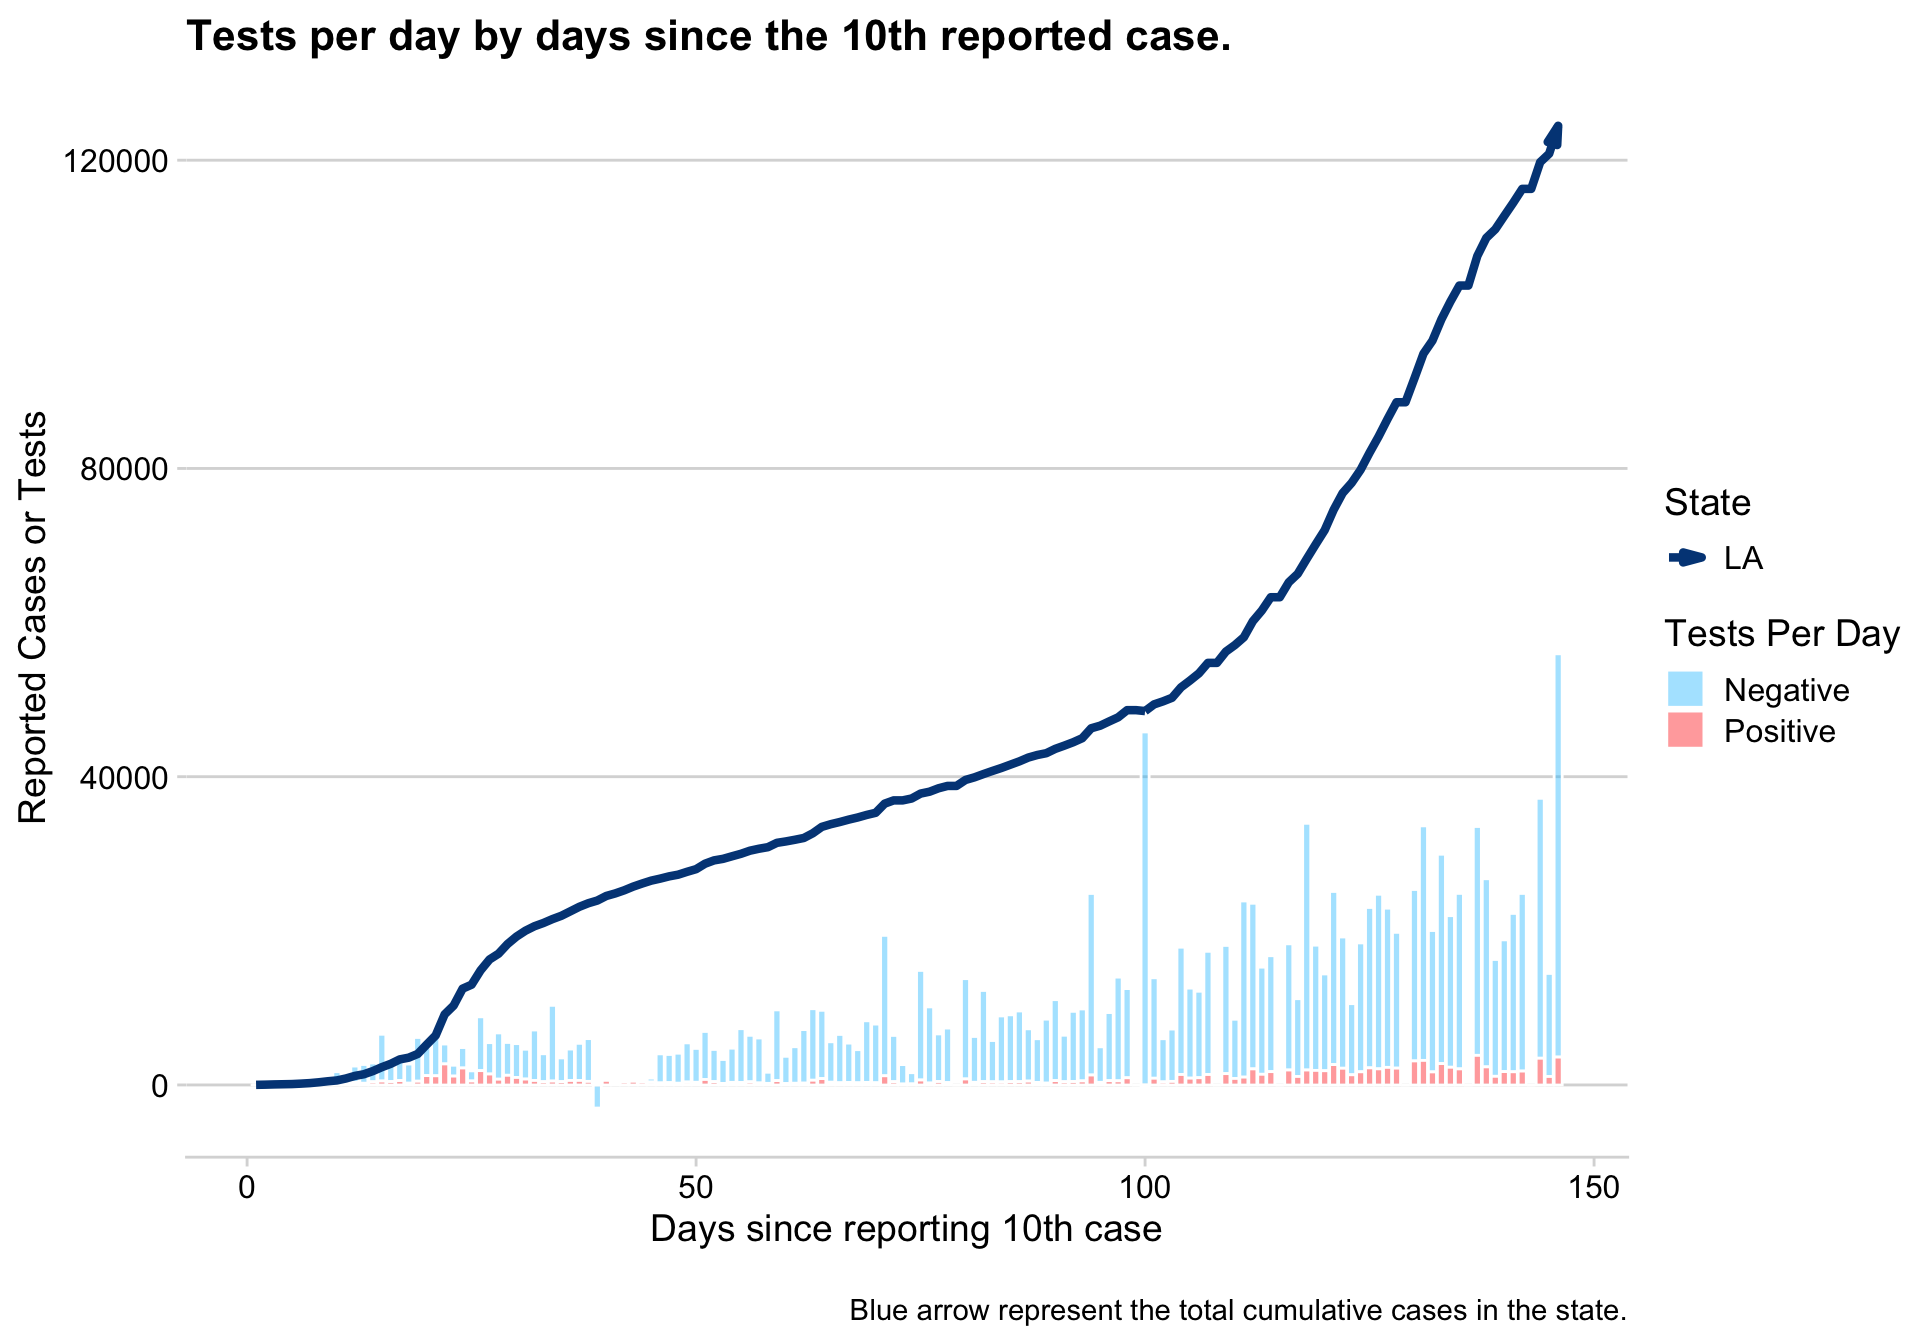 Tests per day by days since the 10th reported case.
120000
80000
40000
0
Reported Cases or Tests
0 50 100 150
Days since reporting 10th case
State
LA
Tests Per Day
Negative
Positive
Blue arrow represent the total cumulative cases in the state.